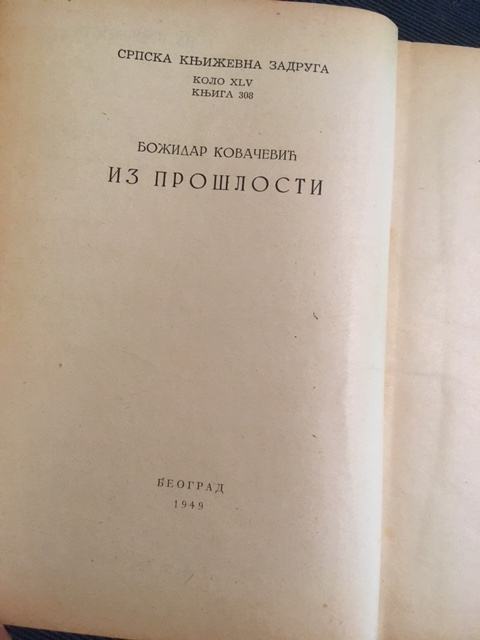 СРПСКА КЊИЖЕВНА ЗАДРУГА
КОЛО XLV
КЊИГА 308
БОЖИДАР КОВАЧЕВИЋ
ИЗ ПРОШЛОСТИ
БЕОГРАД
1949